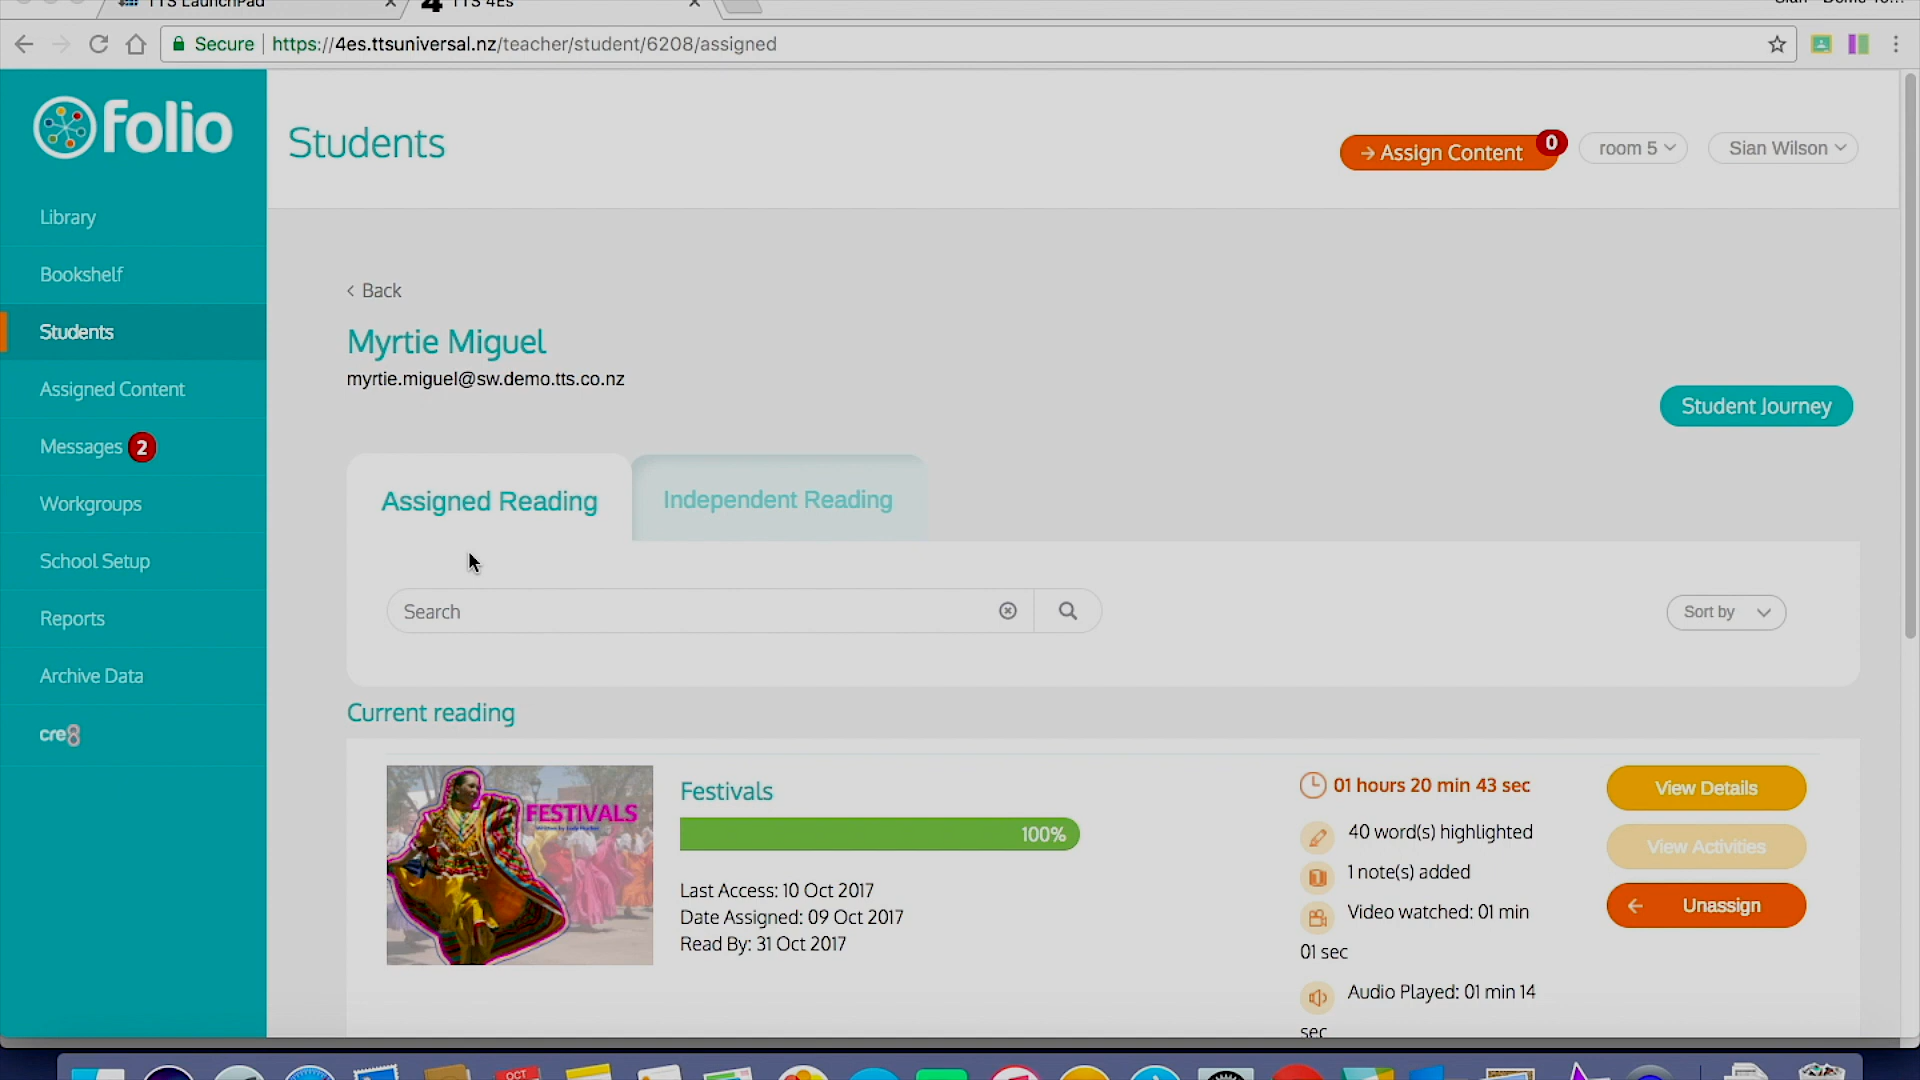 TTS LaunchPad
TTS 4Es
Secure
https://4es.ttsuniversal.nz/teacher/student/6208/assigned
folio
Students
Assign Content
0
room 5
Sian Wilson
Library
Bookshelf
Students
Assigned Content
Messages 2
Workgroups
School Setup
Reports
Archive Data
cre8
< Back
Myrtie Miguel
myrtie.miguel@sw.demo.tts.co.nz
Student Journey
Assigned Reading
Independent Reading
Search
Sort by
Current reading
FESTIVALS
Festivals
100%
Last Access: 10 Oct 2017
Date Assigned: 09 Oct 2017
Read By: 31 Oct 2017
01 hours 20 min 43 sec
40 word(s) highlighted
1 note(s) added
Video watched: 01 min
01 sec
Audio Played: 01 min 14
sec
View Details
View Activities
Unassign
OCT